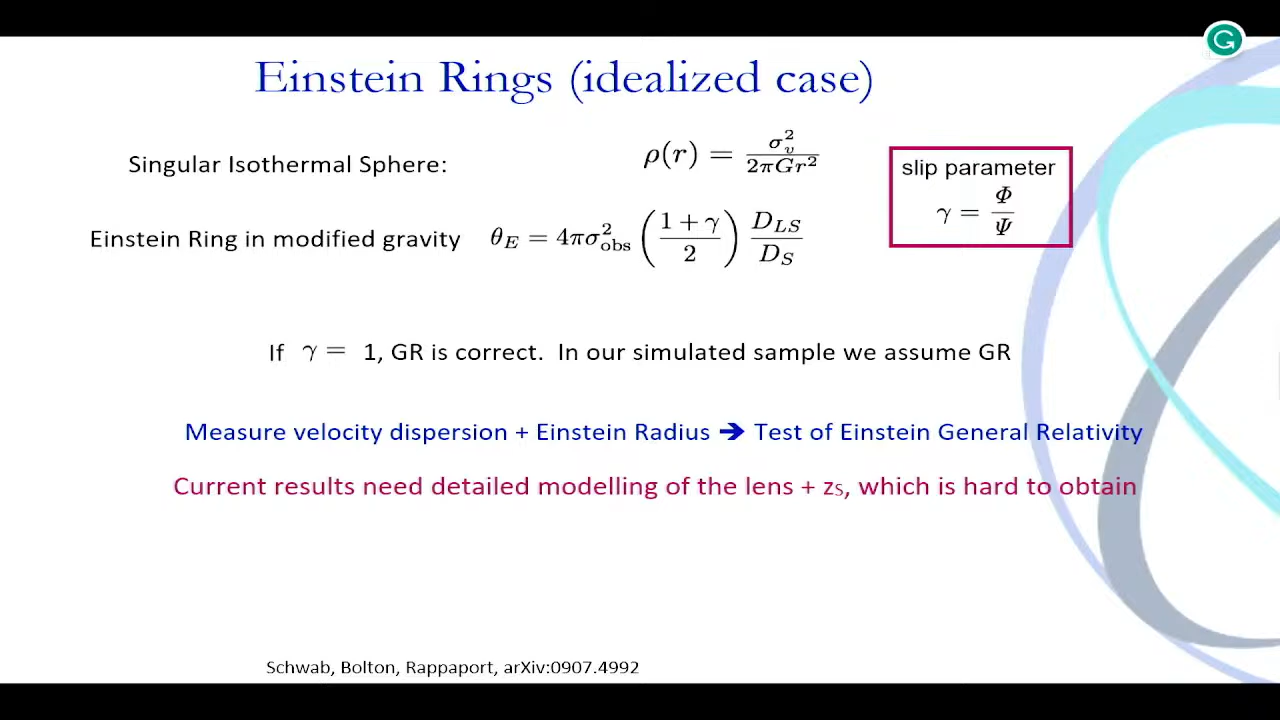 Einstein Rings (idealized case)
Singular Isothermal Sphere:
ρ(r) = σ_v^2 / 2πGr^2
slip parameter
γ = Φ / Ψ
Einstein Ring in modified gravity
θ_E = 4πσ_obs^2 ( (1 + γ) / 2 ) D_LS / D_S
If γ = 1, GR is correct. In our simulated sample we assume GR
Measure velocity dispersion + Einstein Radius ➔ Test of Einstein General Relativity
Current results need detailed modelling of the lens + z_S, which is hard to obtain
Schwab, Bolton, Rappaport, arXiv:0907.4992